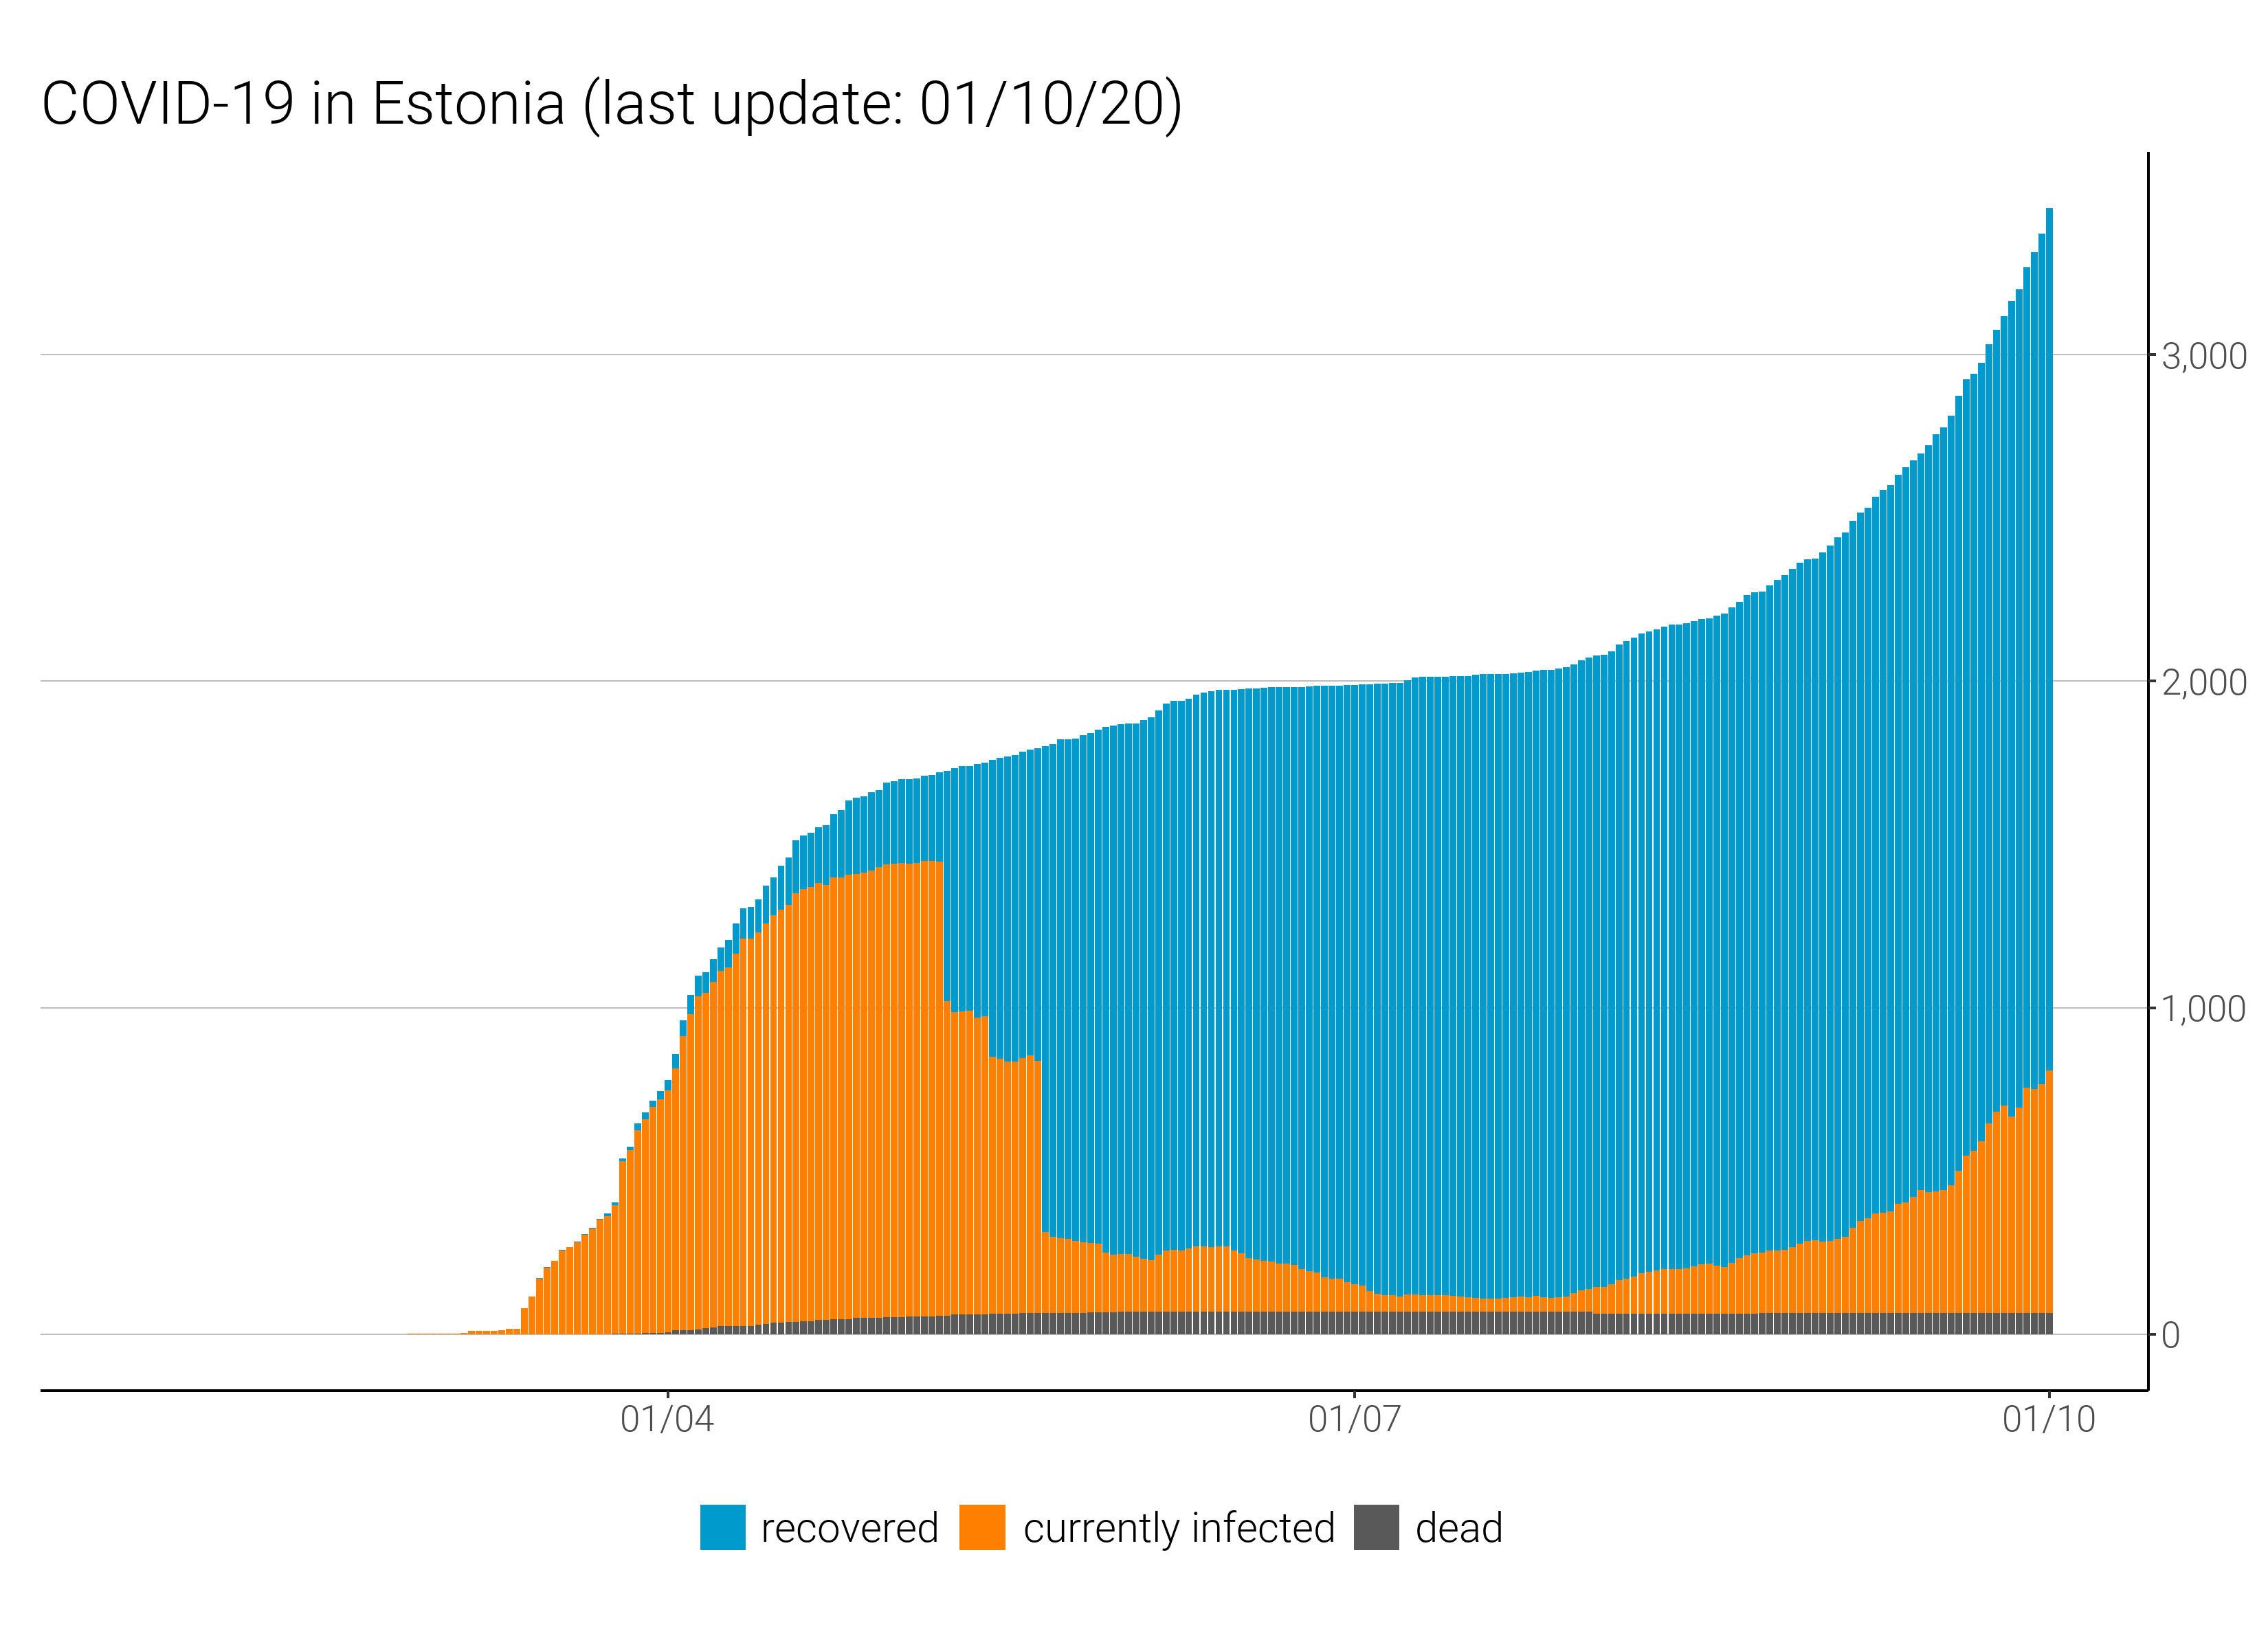 COVID-19 in Estonia (last update: 01/10/20)
3,000
2,000
1,000
0
01/04 01/07 01/10
recovered currently infected dead